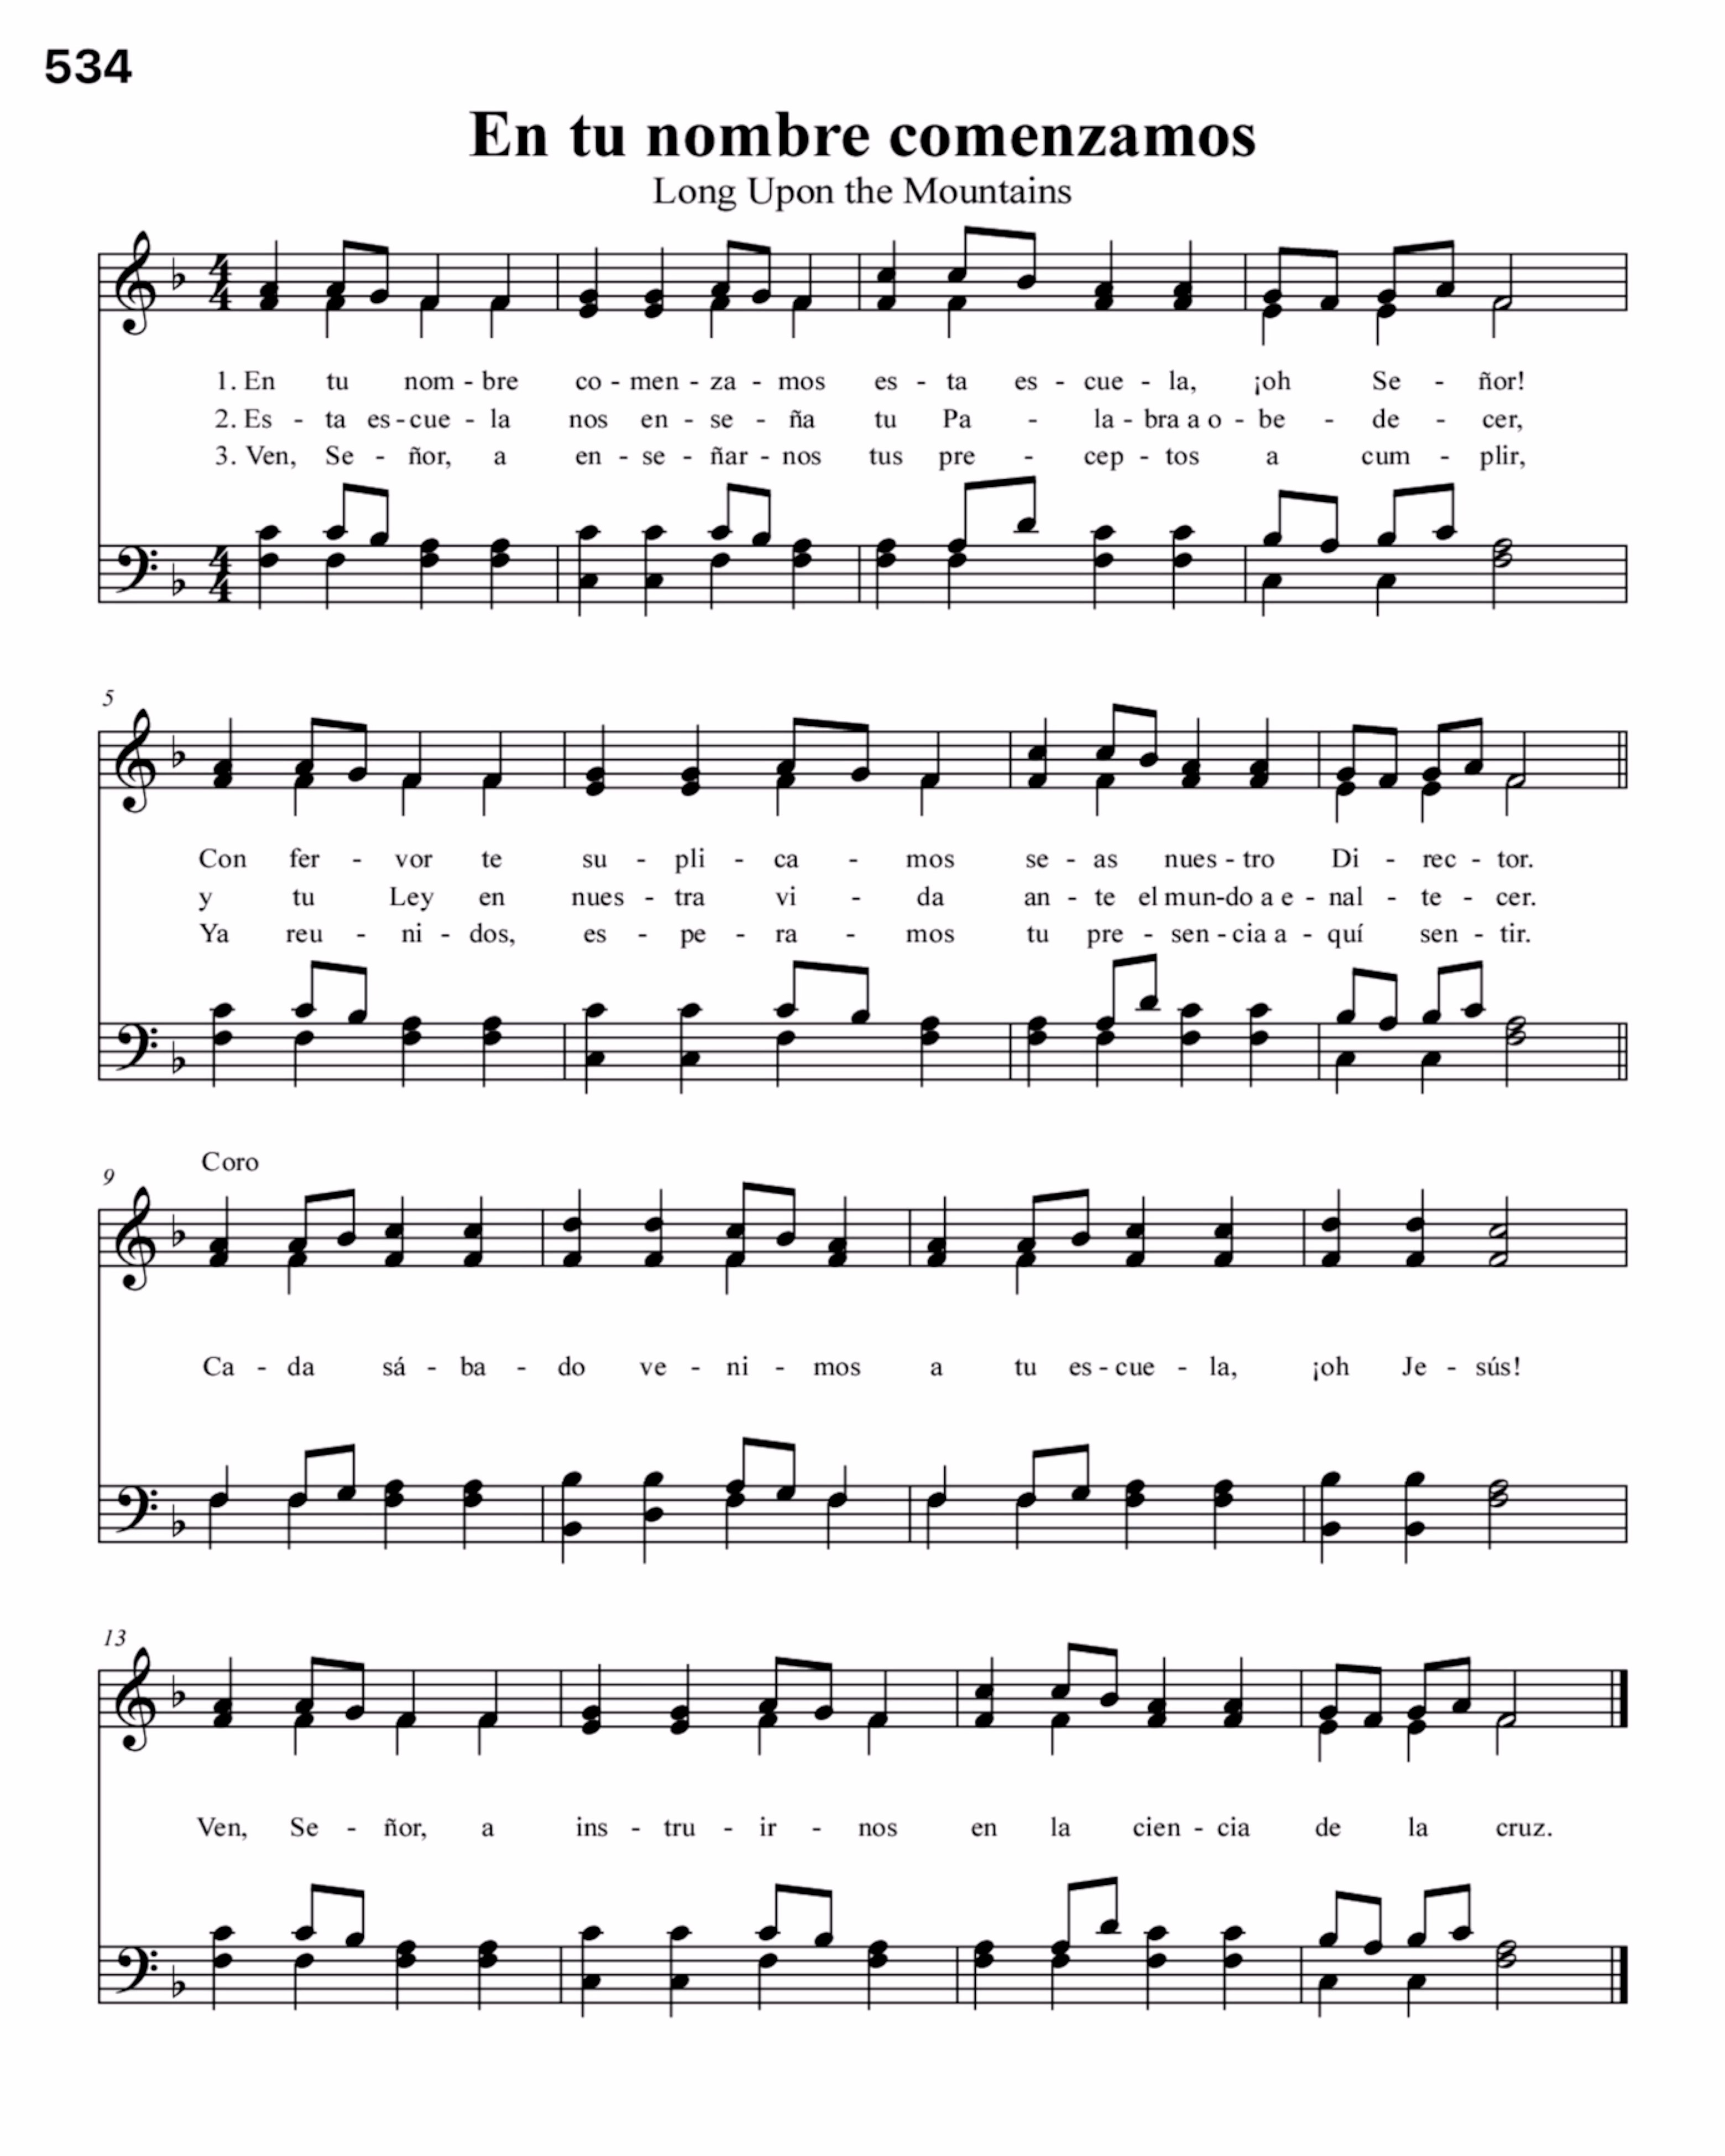 534
En tu nombre comenzamos
Long Upon the Mountains
1. En tu nom - bre co - men - za - mos es - ta es - cue - la, ¡oh Se - ñor!
2. Es - ta es - cue - la nos en - se - ña tu Pa - la - bra a o - be - de - cer,
3. Ven, Se - ñor, a en - se - ñar - nos tus pre - cep - tos a cum - plir,
5
Con fer - vor te su - pli - ca - mos se - as nues - tro Di - rec - tor.
y tu Ley en nues - tra vi - da an - te el mun - do a e - nal - te - cer.
Ya reu - ni - dos, es - pe - ra - mos tu pre - sen - cia a - quí sen - tir.
Coro
9
Ca - da sá - ba - do ve - ni - mos a tu es - cue - la, ¡oh Je - sús!
13
Ven, Se - ñor, a ins - tru - ir - nos en la cien - cia de la cruz.